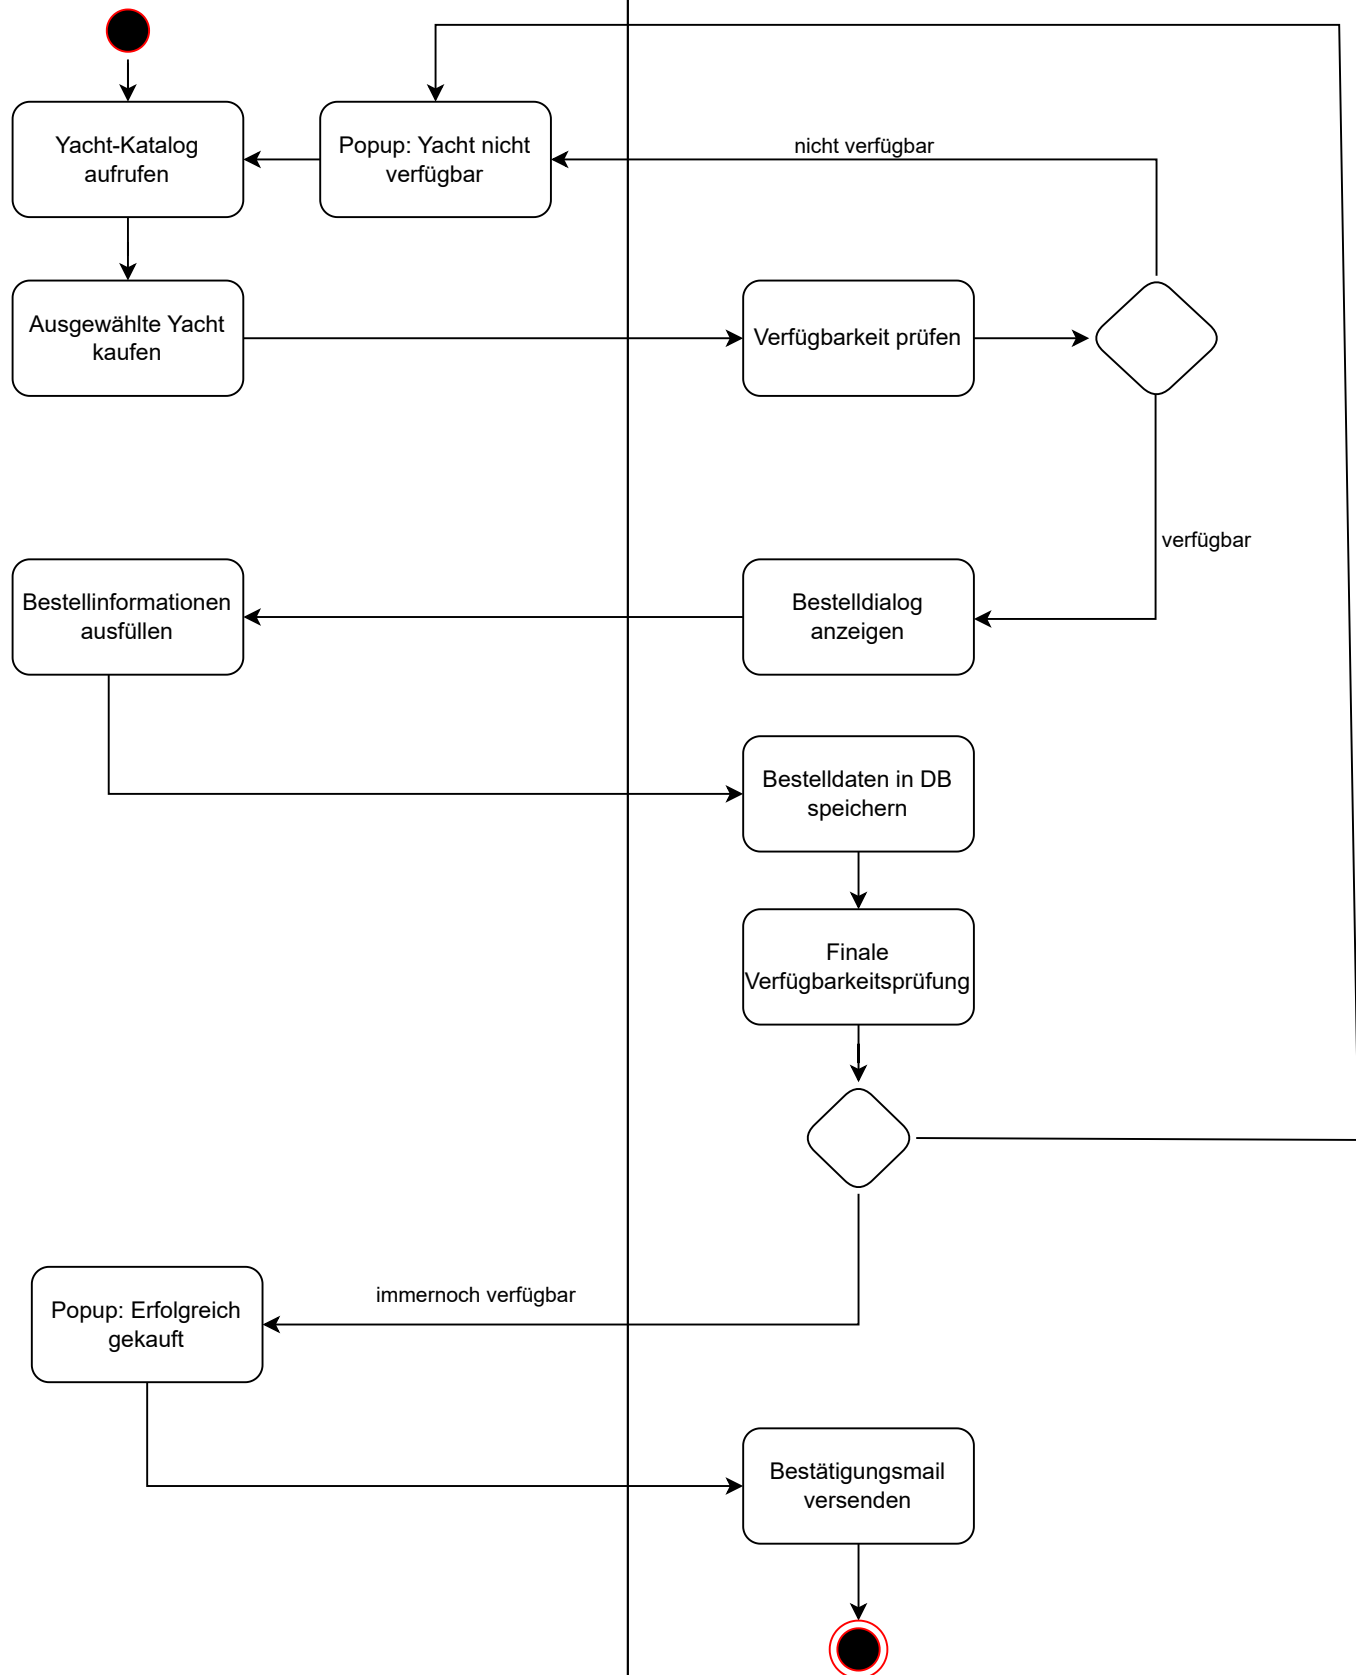 Yacht-Katalog
aufrufen
Popup: Yacht nicht
verfügbar
nicht verfügbar
Ausgewählte Yacht
kaufen
Verfügbarkeit prüfen
verfügbar
Bestellinformationen
ausfüllen
Bestelldialog
anzeigen
Bestelldaten in DB
speichern
Finale
Verfügbarkeitsprüfung
immernoch verfügbar
Popup: Erfolgreich
gekauft
Bestätigungsmail
versenden